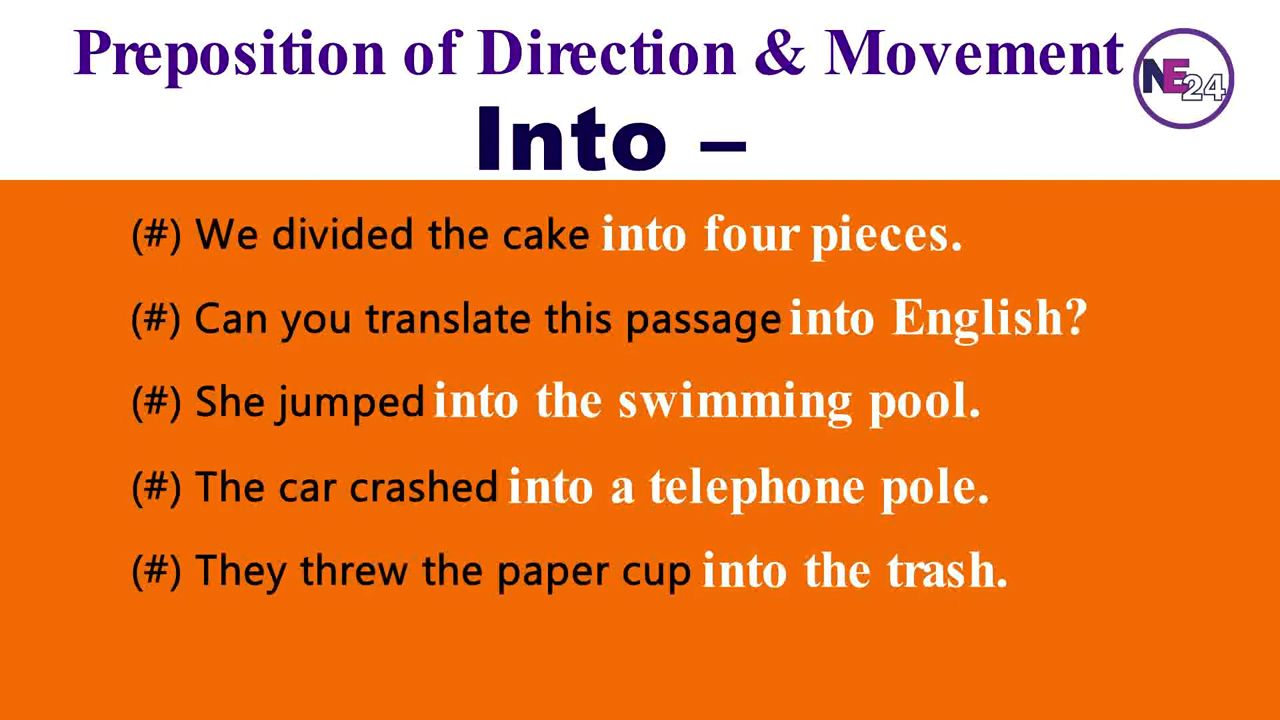 Preposition of Direction & Movement
NE24
Into –
(#) We divided the cake into four pieces.
(#) Can you translate this passage into English?
(#) She jumped into the swimming pool.
(#) The car crashed into a telephone pole.
(#) They threw the paper cup into the trash.